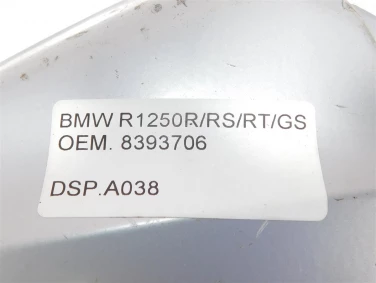 BMW R1250R/RS/RT/GS
OEM. 8393706
DSP.A038